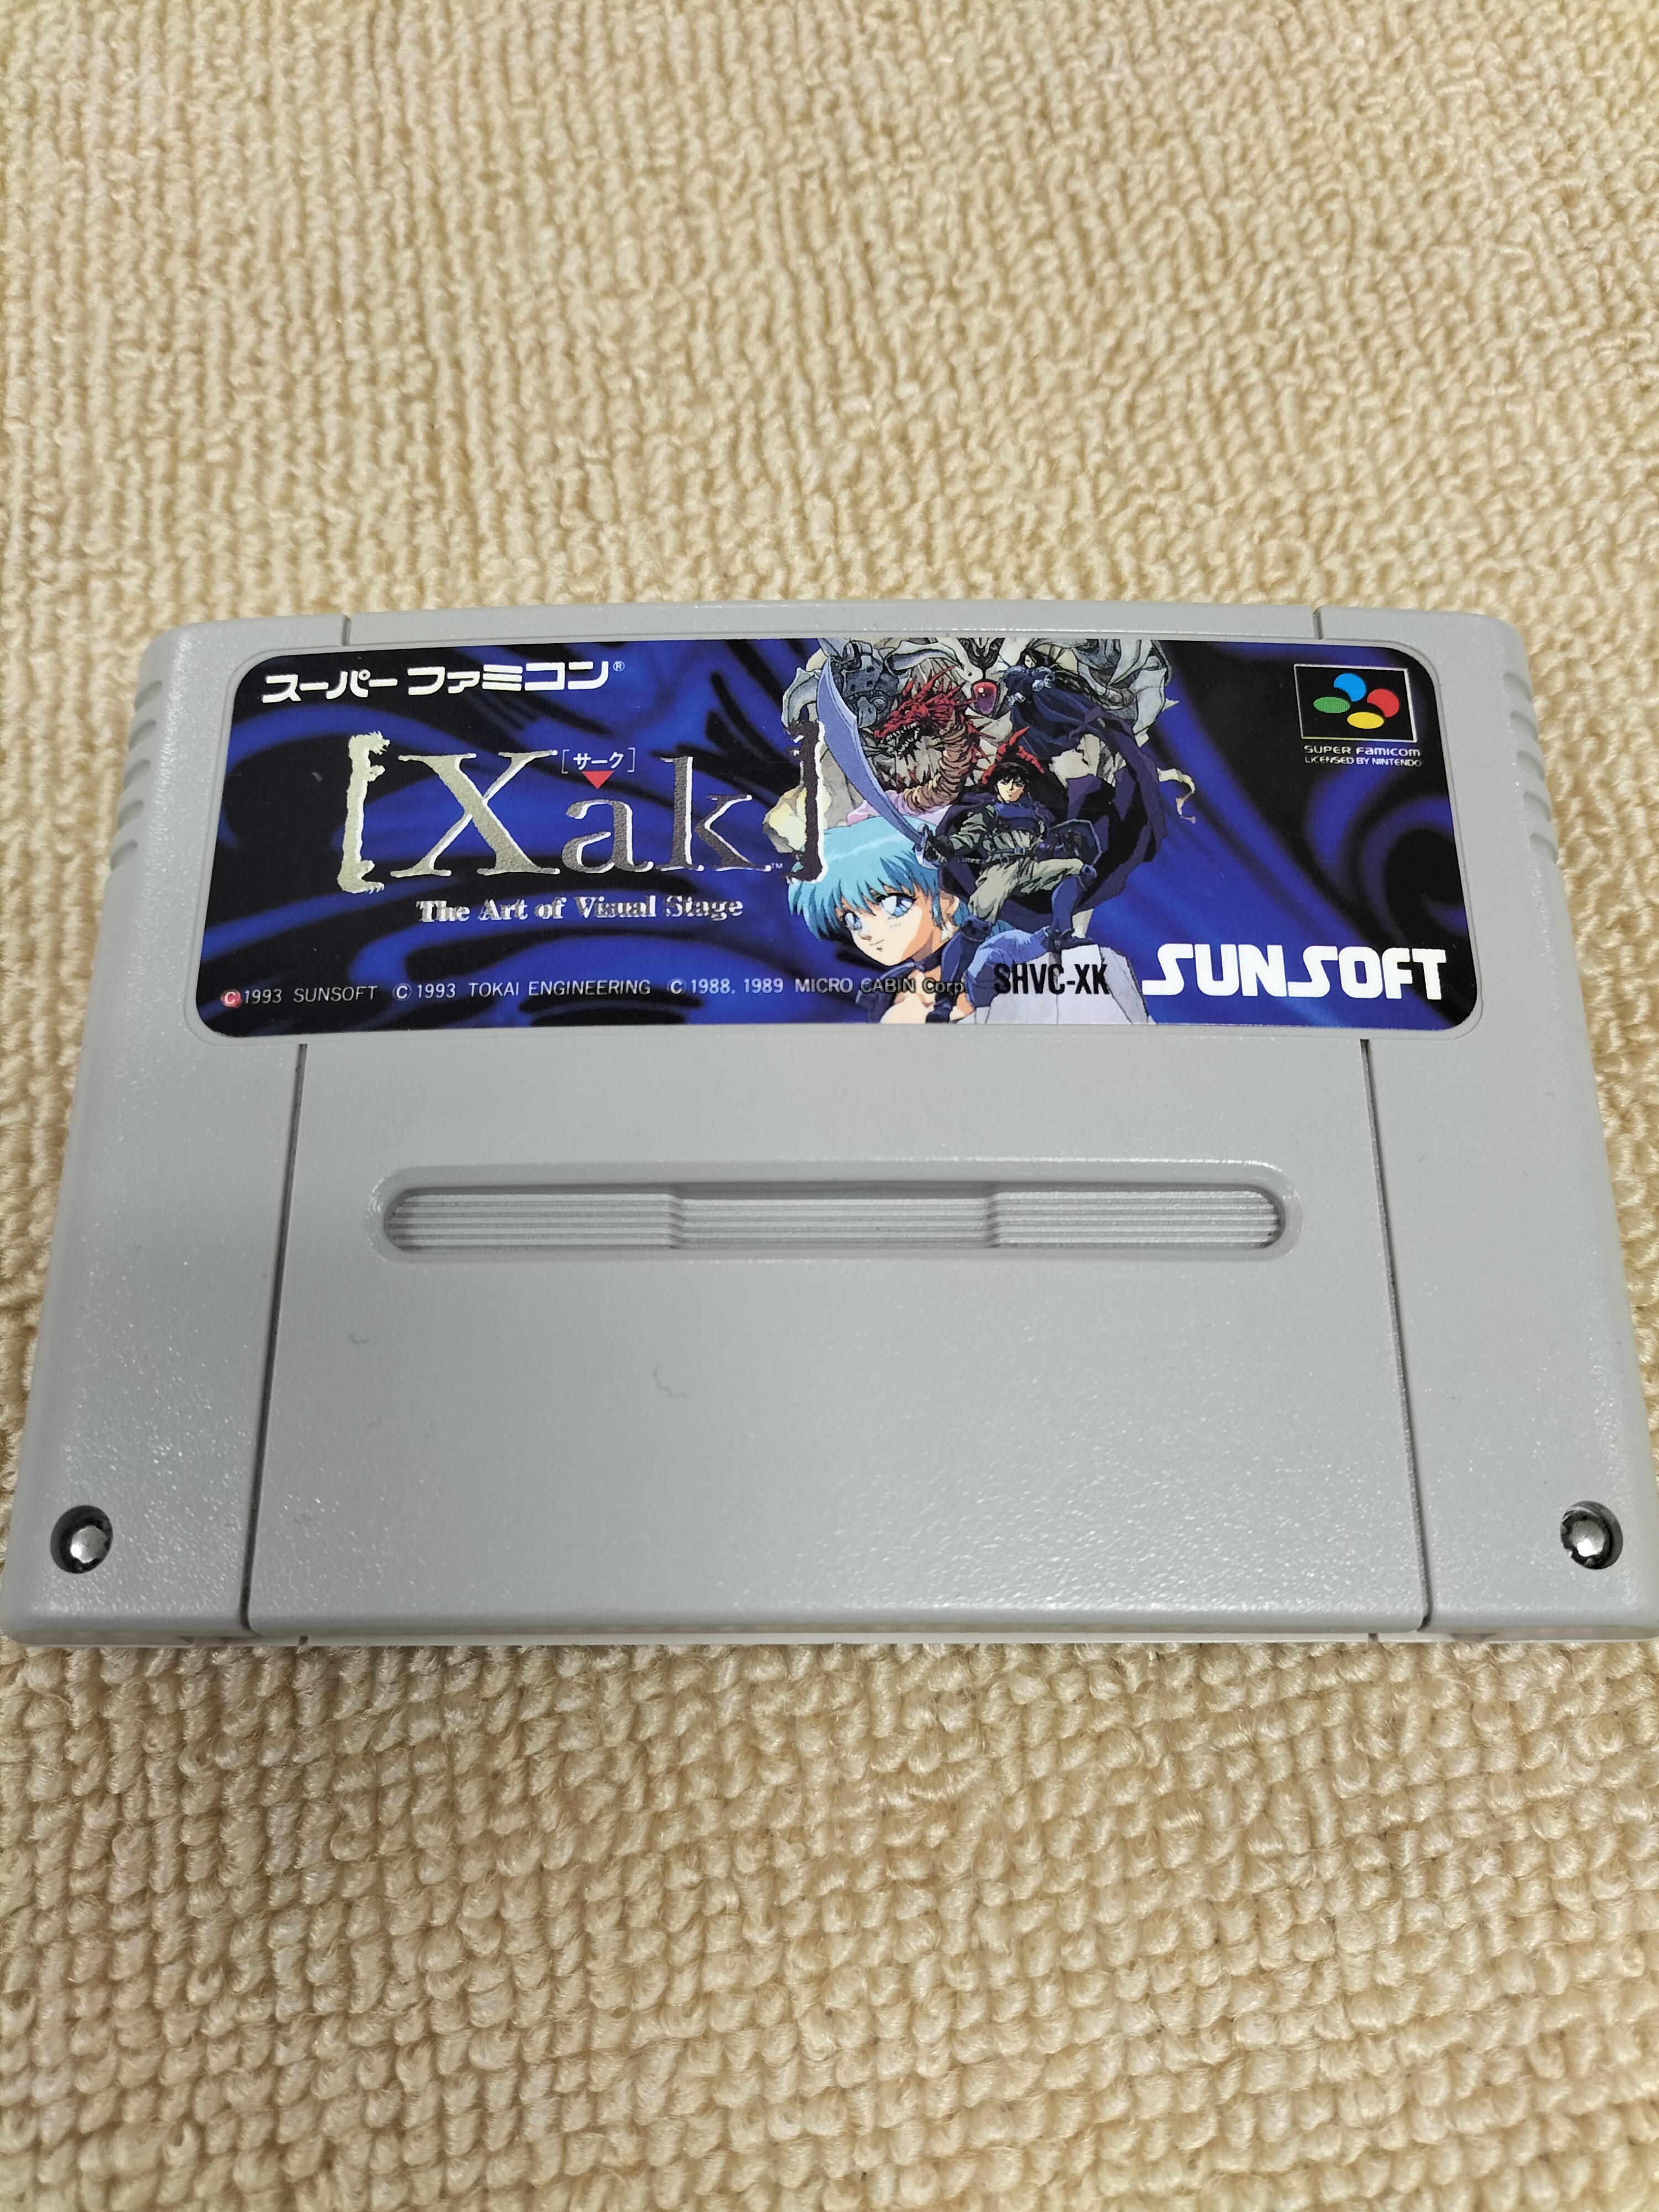 スーパーファミコン®
[サーク]
[Xak]™
The Art of Visual Stage
SUPER FAMICOM
LICENSED BY NINTENDO
©1993 SUNSOFT ©1993 TOKAI ENGINEERING ©1988, 1989 MICRO CABIN Corp.
SHVC-XK
SUNSOFT